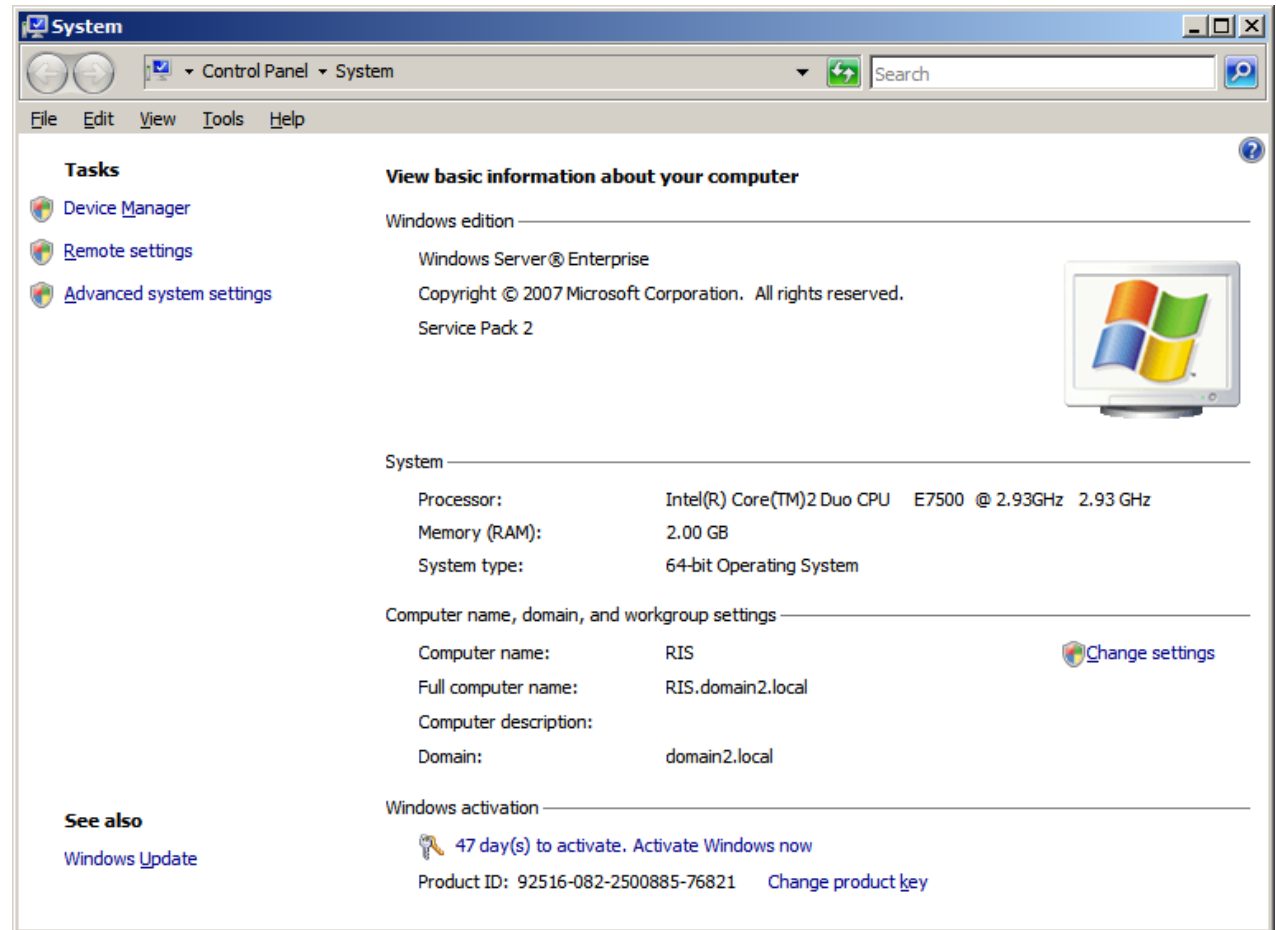 System
Control Panel System
Search
File Edit View Tools Help
Tasks
Device Manager
Remote settings
Advanced system settings
See also
Windows Update
View basic information about your computer
Windows edition
Windows Server® Enterprise
Copyright © 2007 Microsoft Corporation. All rights reserved.
Service Pack 2
System
Processor: Intel(R) Core(TM)2 Duo CPU E7500 @ 2.93GHz 2.93 GHz
Memory (RAM): 2.00 GB
System type: 64-bit Operating System
Computer name, domain, and workgroup settings
Computer name: RIS Change settings
Full computer name: RIS.domain2.local
Computer description:
Domain: domain2.local
Windows activation
47 day(s) to activate. Activate Windows now
Product ID: 92516-082-2500885-76821 Change product key